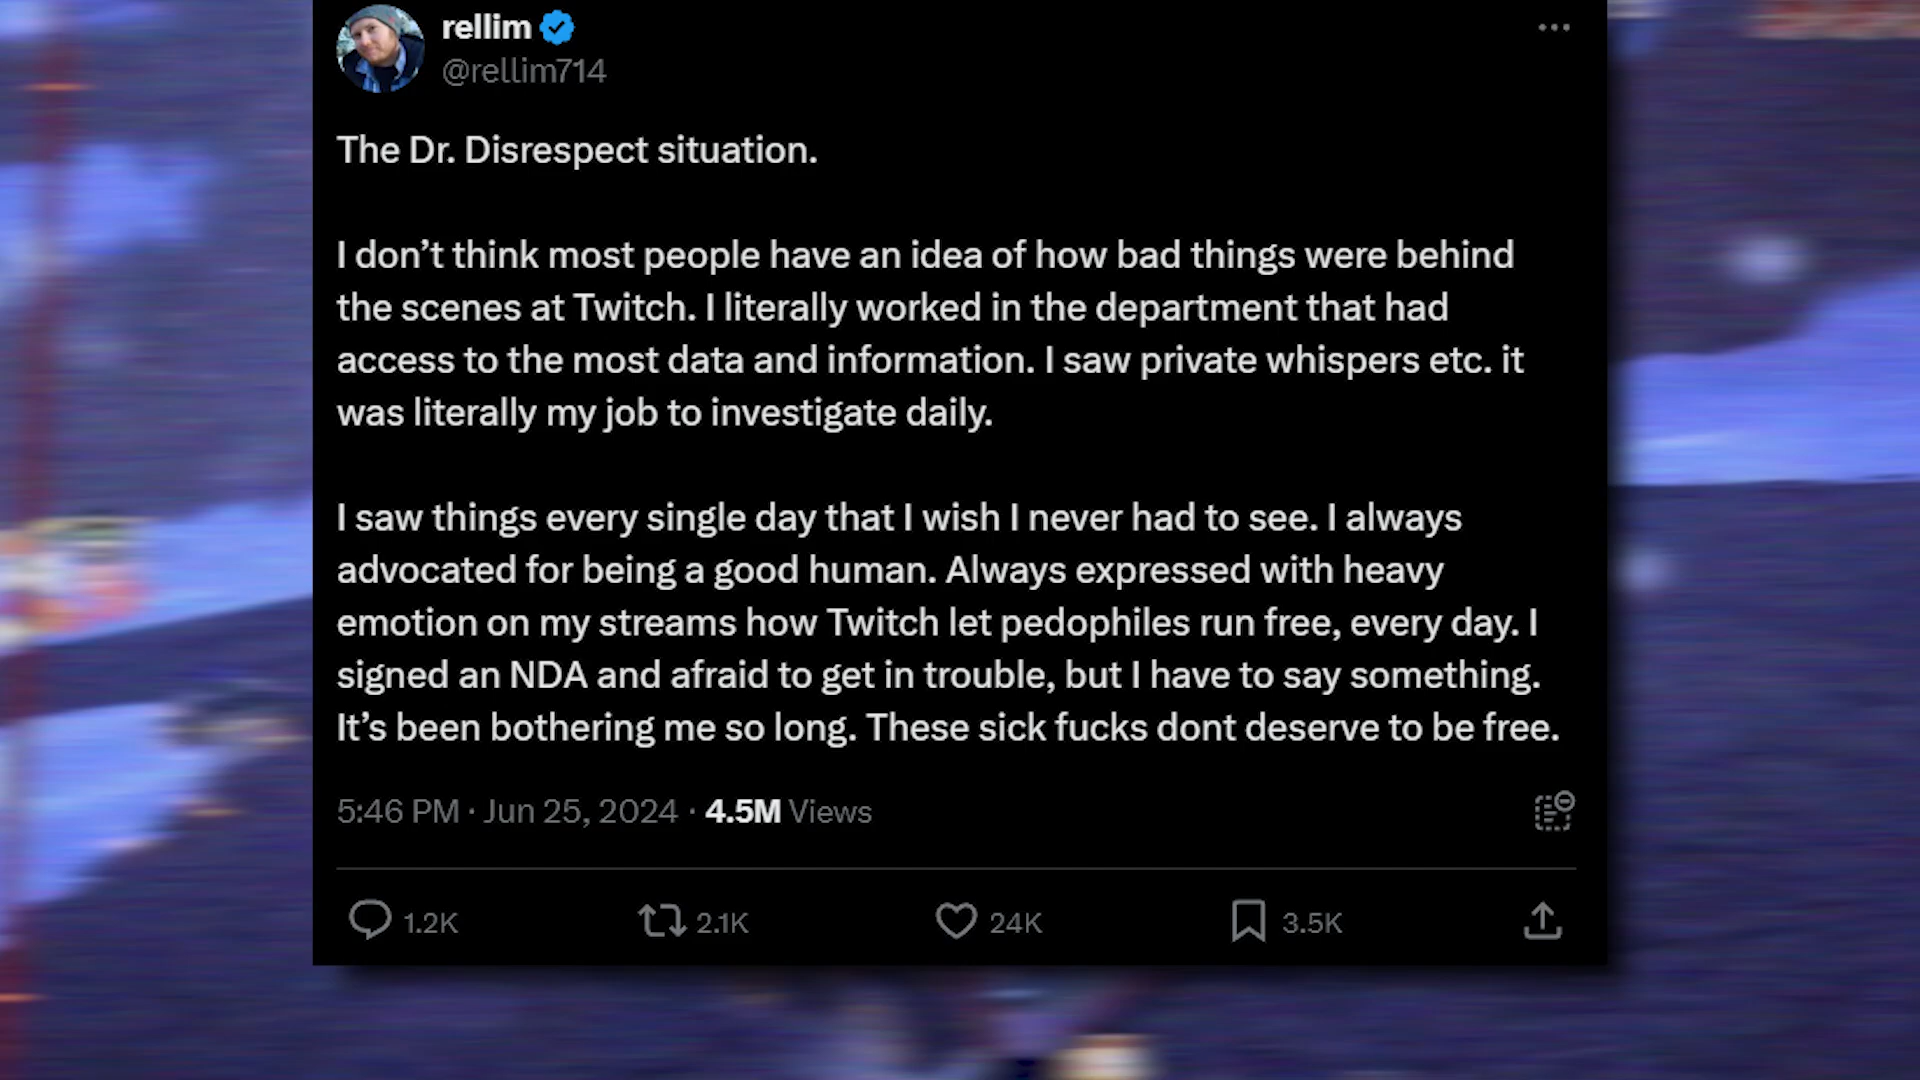 rellim
@rellim714
The Dr. Disrespect situation.
I don’t think most people have an idea of how bad things were behind
the scenes at Twitch. I literally worked in the department that had
access to the most data and information. I saw private whispers etc. it
was literally my job to investigate daily.
I saw things every single day that I wish I never had to see. I always
advocated for being a good human. Always expressed with heavy
emotion on my streams how Twitch let pedophiles run free, every day. I
signed an NDA and afraid to get in trouble, but I have to say something.
It’s been bothering me so long. These sick fucks dont deserve to be free.
5:46 PM · Jun 25, 2024 · 4.5M Views
1.2K 2.1K 24K 3.5K